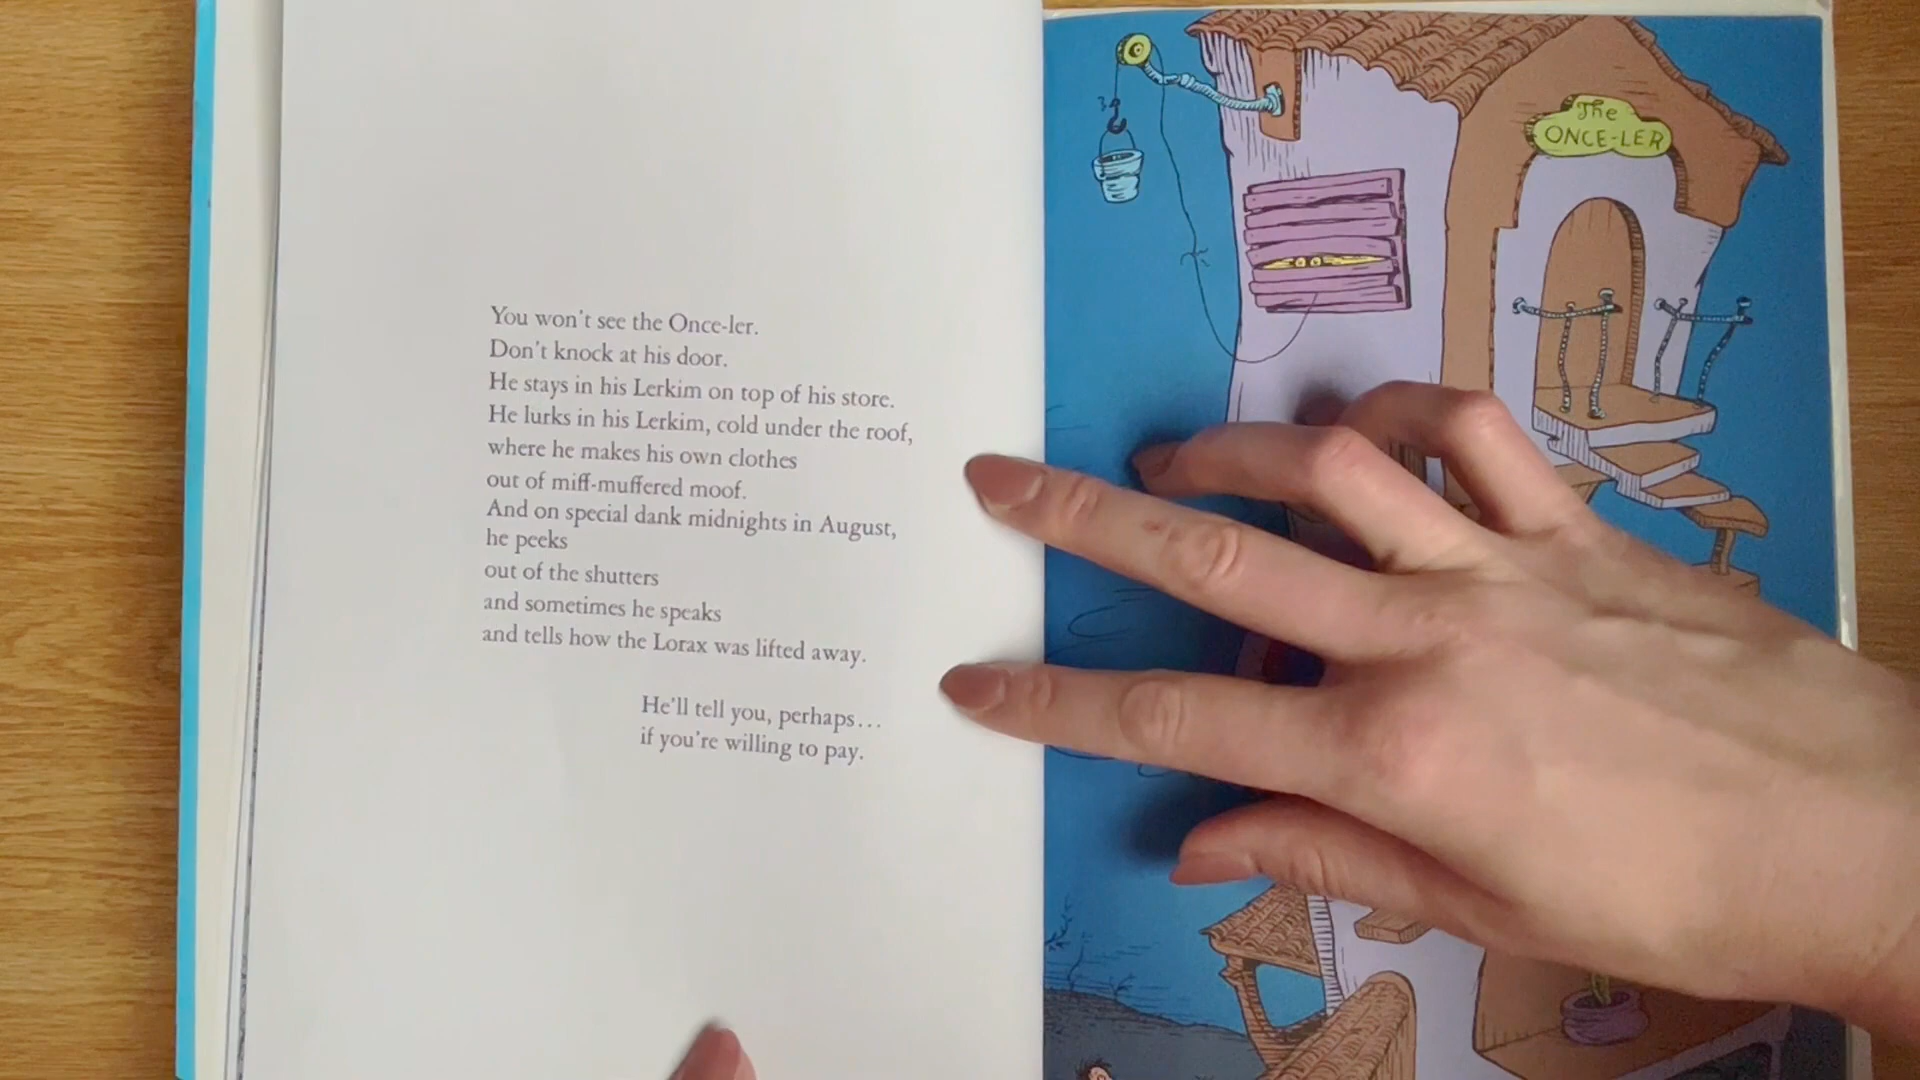 You won't see the Once-ler.
Don't knock at his door.
He stays in his Lerkim on top of his store.
He lurks in his Lerkim, cold under the roof,
where he makes his own clothes
out of miff-muffered moof.
And on special dank midnights in August,
he peeks
out of the shutters
and sometimes he speaks
and tells how the Lorax was lifted away.
He'll tell you, perhaps...
if you're willing to pay.
The
ONCE-LER